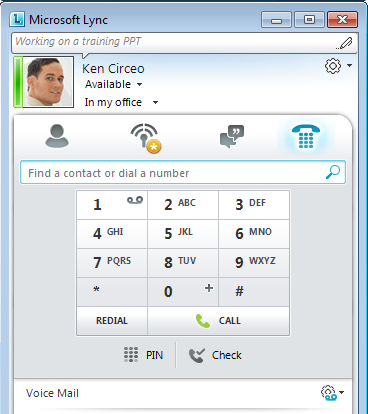 Microsoft Lync
Working on a training PPT
Ken Circeo
Available
In my office
Find a contact or dial a number
1 2 ABC 3 DEF
4 GHI 5 JKL 6 MNO
7 PQRS 8 TUV 9 WXYZ
* 0 + #
REDIAL CALL
PIN Check
Voice Mail